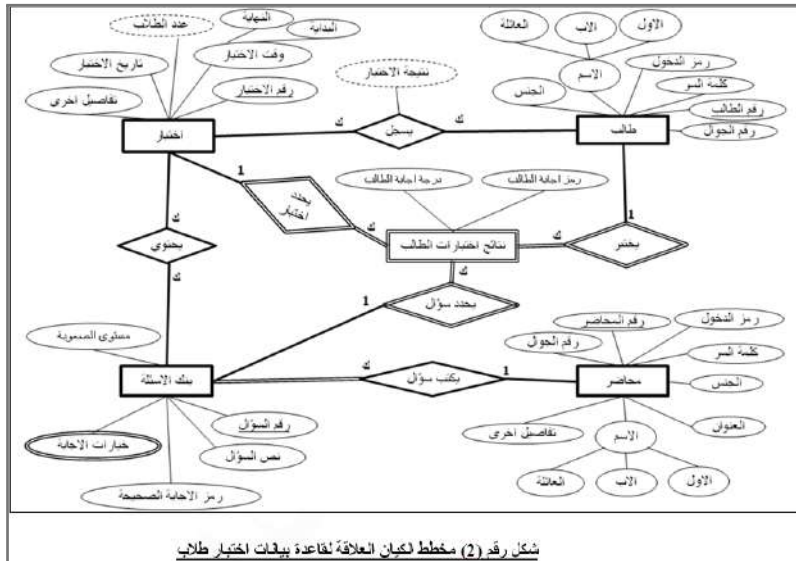 عدد الطلاب
النهاية
البداية
تاريخ الاختبار
وقت الاختبار
تفاصيل اخرى
رقم الاختبار
اختبار
نتيجة الاختبار
ك
يسجل
ك
العائلة
الاب
الاول
الاسم
رمز الدخول
الجنس
كلمة السر
رقم الطالب
رقم الجوال
طالب
1
يحدد اختبار
ك
درجة اجابة الطالب
رمز اجابة الطالب
نتائج اختبارات الطالب
ك
يختبر
1
ك
يحتوي
ك
ك
يحدد سؤال
1
مستوى الصعوبة
بنك الاسئلة
خيارات الاجابة
رقم السؤال
نص السؤال
رمز الاجابة الصحيحة
ك
يكتب سؤال
1
رقم المحاضر
رمز الدخول
رقم الجوال
كلمة السر
محاضر
الجنس
العنوان
تفاصيل اخرى
الاسم
العائلة
الاب
الاول
شكل رقم (2) مخطط الكيان العلاقة لقاعدة بيانات اختبار طلاب